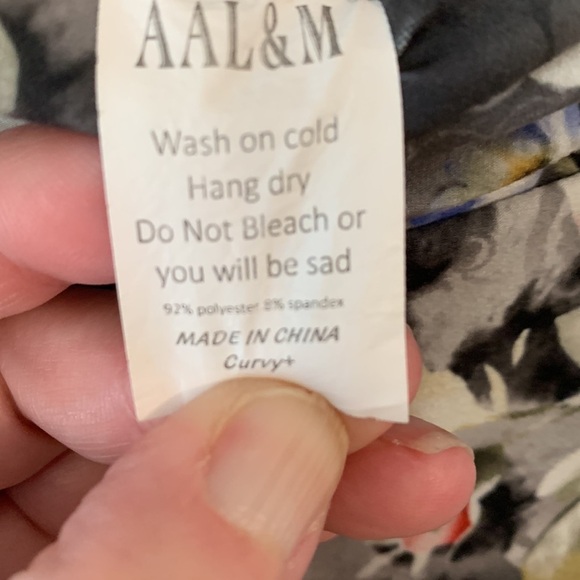 AAL&M
Wash on cold
Hang dry
Do Not Bleach or
you will be sad
92% polyester 8% spandex
MADE IN CHINA
Curvy+